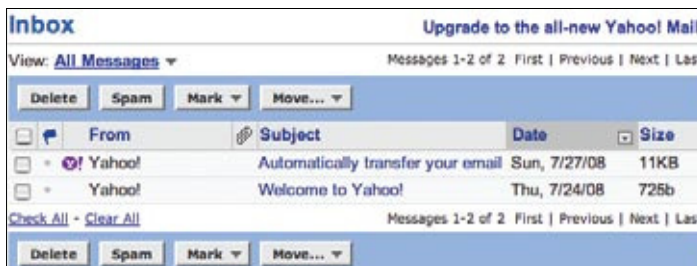 Inbox Upgrade to the all-new Yahoo! Mail
View: All Messages Messages 1-2 of 2 First | Previous | Next | Las
Delete Spam Mark Move...
From Subject Date Size
Y! Yahoo! Automatically transfer your email Sun, 7/27/08 11KB
Yahoo! Welcome to Yahoo! Thu, 7/24/08 725b
Check All - Clear All Messages 1-2 of 2 First | Previous | Next | Las
Delete Spam Mark Move...